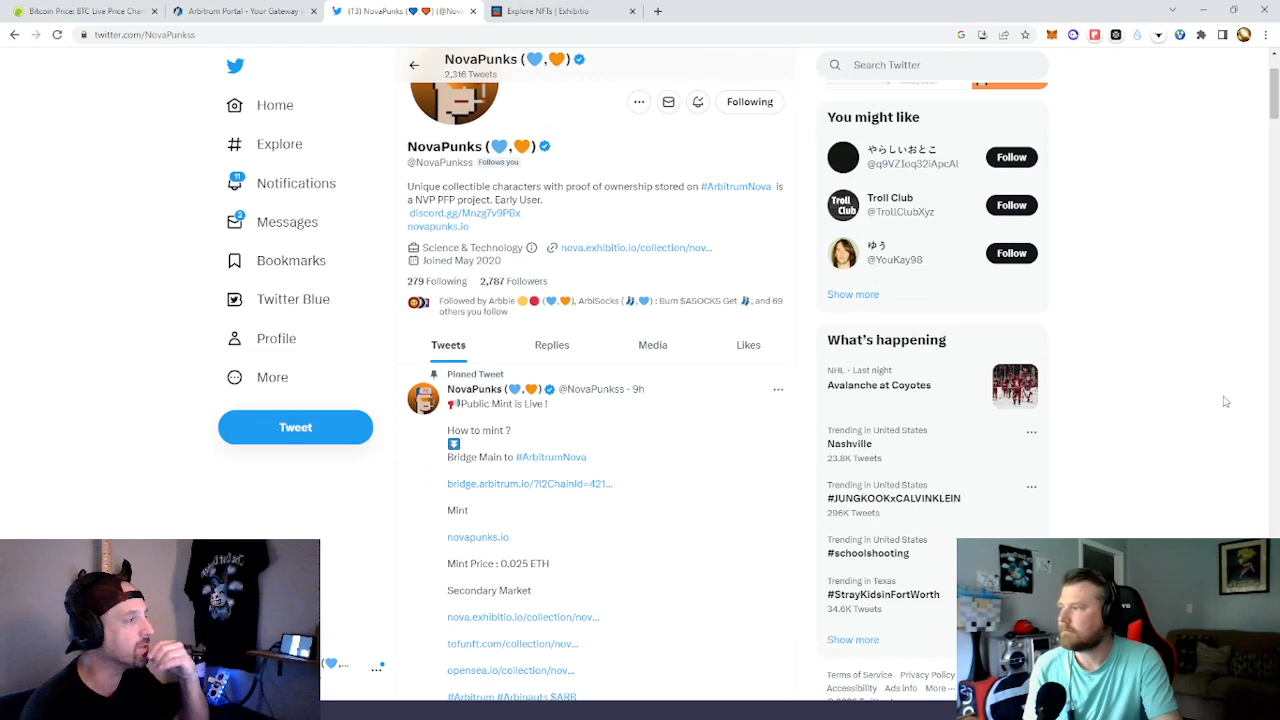 Bitcoin Price: BTC Live Price Chart
Arbitrum Portal - Your Gateway
(13) NovaPunks (💙,🧡) (@Nov
Explore NFTs | Exhibitio
twitter.com/NovaPunkss
NovaPunks (💙,🧡)
2,316 Tweets
Search Twitter
Home
Explore
11
Notifications
2
Messages
Bookmarks
Twitter Blue
Profile
More
Tweet
Following
NovaPunks (💙,🧡)
@NovaPunkss Follows you
Unique collectible characters with proof of ownership stored on #ArbitrumNova is
a NVP PFP project. Early User.
discord.gg/Mnzg7v9PBx
novapunks.io
Science & Technology nova.exhibitio.io/collection/nov...
Joined May 2020
279 Following 2,787 Followers
Followed by Arbbie 🟡🔴 (💙,🧡), ArbiSocks (🧦,💙) : Burn $ASOCKS Get 🧦, and 69
others you follow
Tweets Replies Media Likes
Pinned Tweet
NovaPunks (💙,🧡) @NovaPunkss · 9h
📢Public Mint is Live !
How to mint ?
⏬
Bridge Main to #ArbitrumNova
bridge.arbitrum.io/?l2ChainId=421...
Mint
novapunks.io
Mint Price : 0.025 ETH
Secondary Market
nova.exhibitio.io/collection/nov...
tofunft.com/collection/nov...
opensea.io/collection/nov...
#Arbitrum #Arbinauts $ARB
You might like
やらしいおとこ
@q9VZIoq32iApcAl
Follow
Troll Club
@TrollClubXyz
Follow
ゆう
@YouKay98
Follow
Show more
What's happening
NHL · Last night
Avalanche at Coyotes
Trending in United States
Nashville
23.8K Tweets
Trending in United States
#JUNGKOOKxCALVINKLEIN
296K Tweets
Trending in United States
#schoolshooting
Trending in Texas
#StrayKidsinFortWorth
34.6K Tweets
Show more
Terms of Service Privacy Policy
Accessibility Ads info More ...
(💙,...